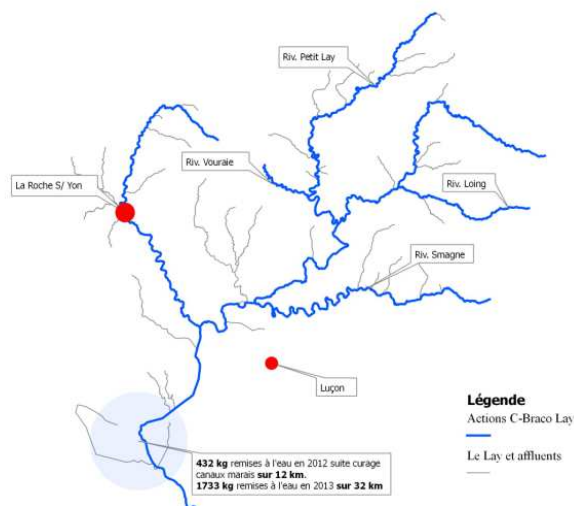 Riv. Petit Lay
Riv. Vouraie
La Roche S/ Yon
Riv. Loing
Riv. Smagne
Luçon
Légende
Actions C-Braco Lay
Le Lay et affluents
432 kg remises à l'eau en 2012 suite curage
canaux marais sur 12 km.
1733 kg remises à l'eau en 2013 sur 32 km